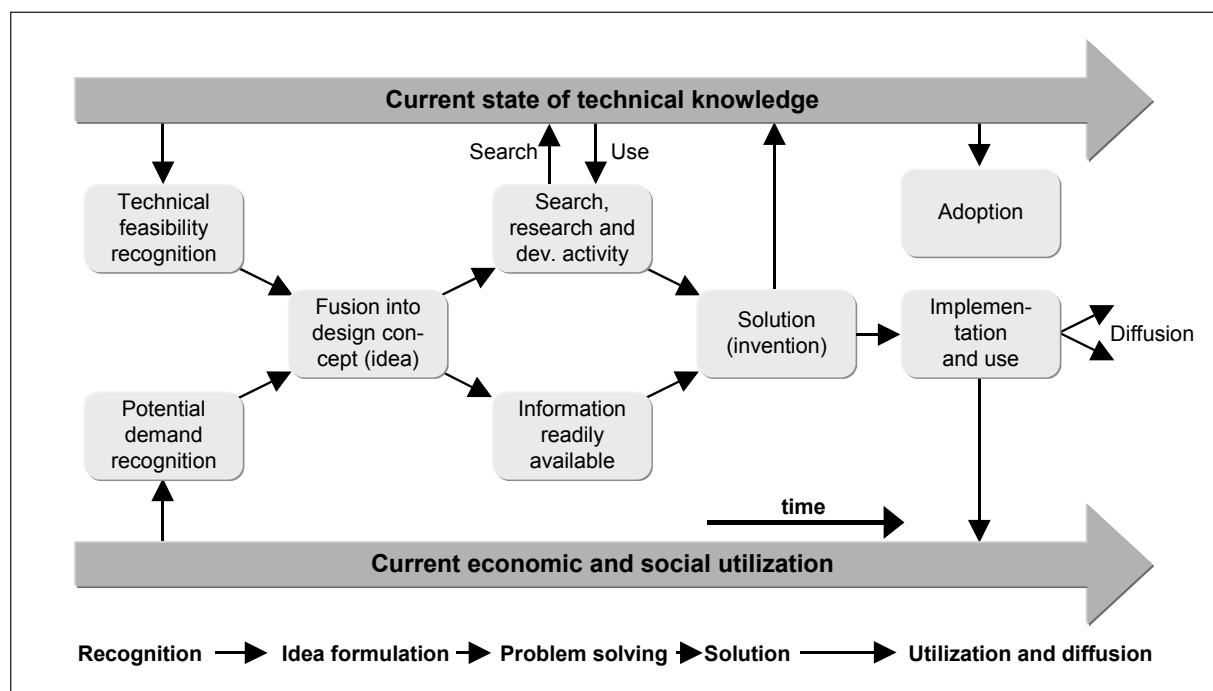 Current state of technical knowledge
Search
Use
Technical
feasibility
recognition
Search,
research and
dev. activity
Adoption
Fusion into
design con-
cept (idea)
Solution
(invention)
Implemen-
tation
and use
Diffusion
Potential
demand
recognition
Information
readily
available
time
Current economic and social utilization
Recognition Idea formulation Problem solving Solution Utilization and diffusion